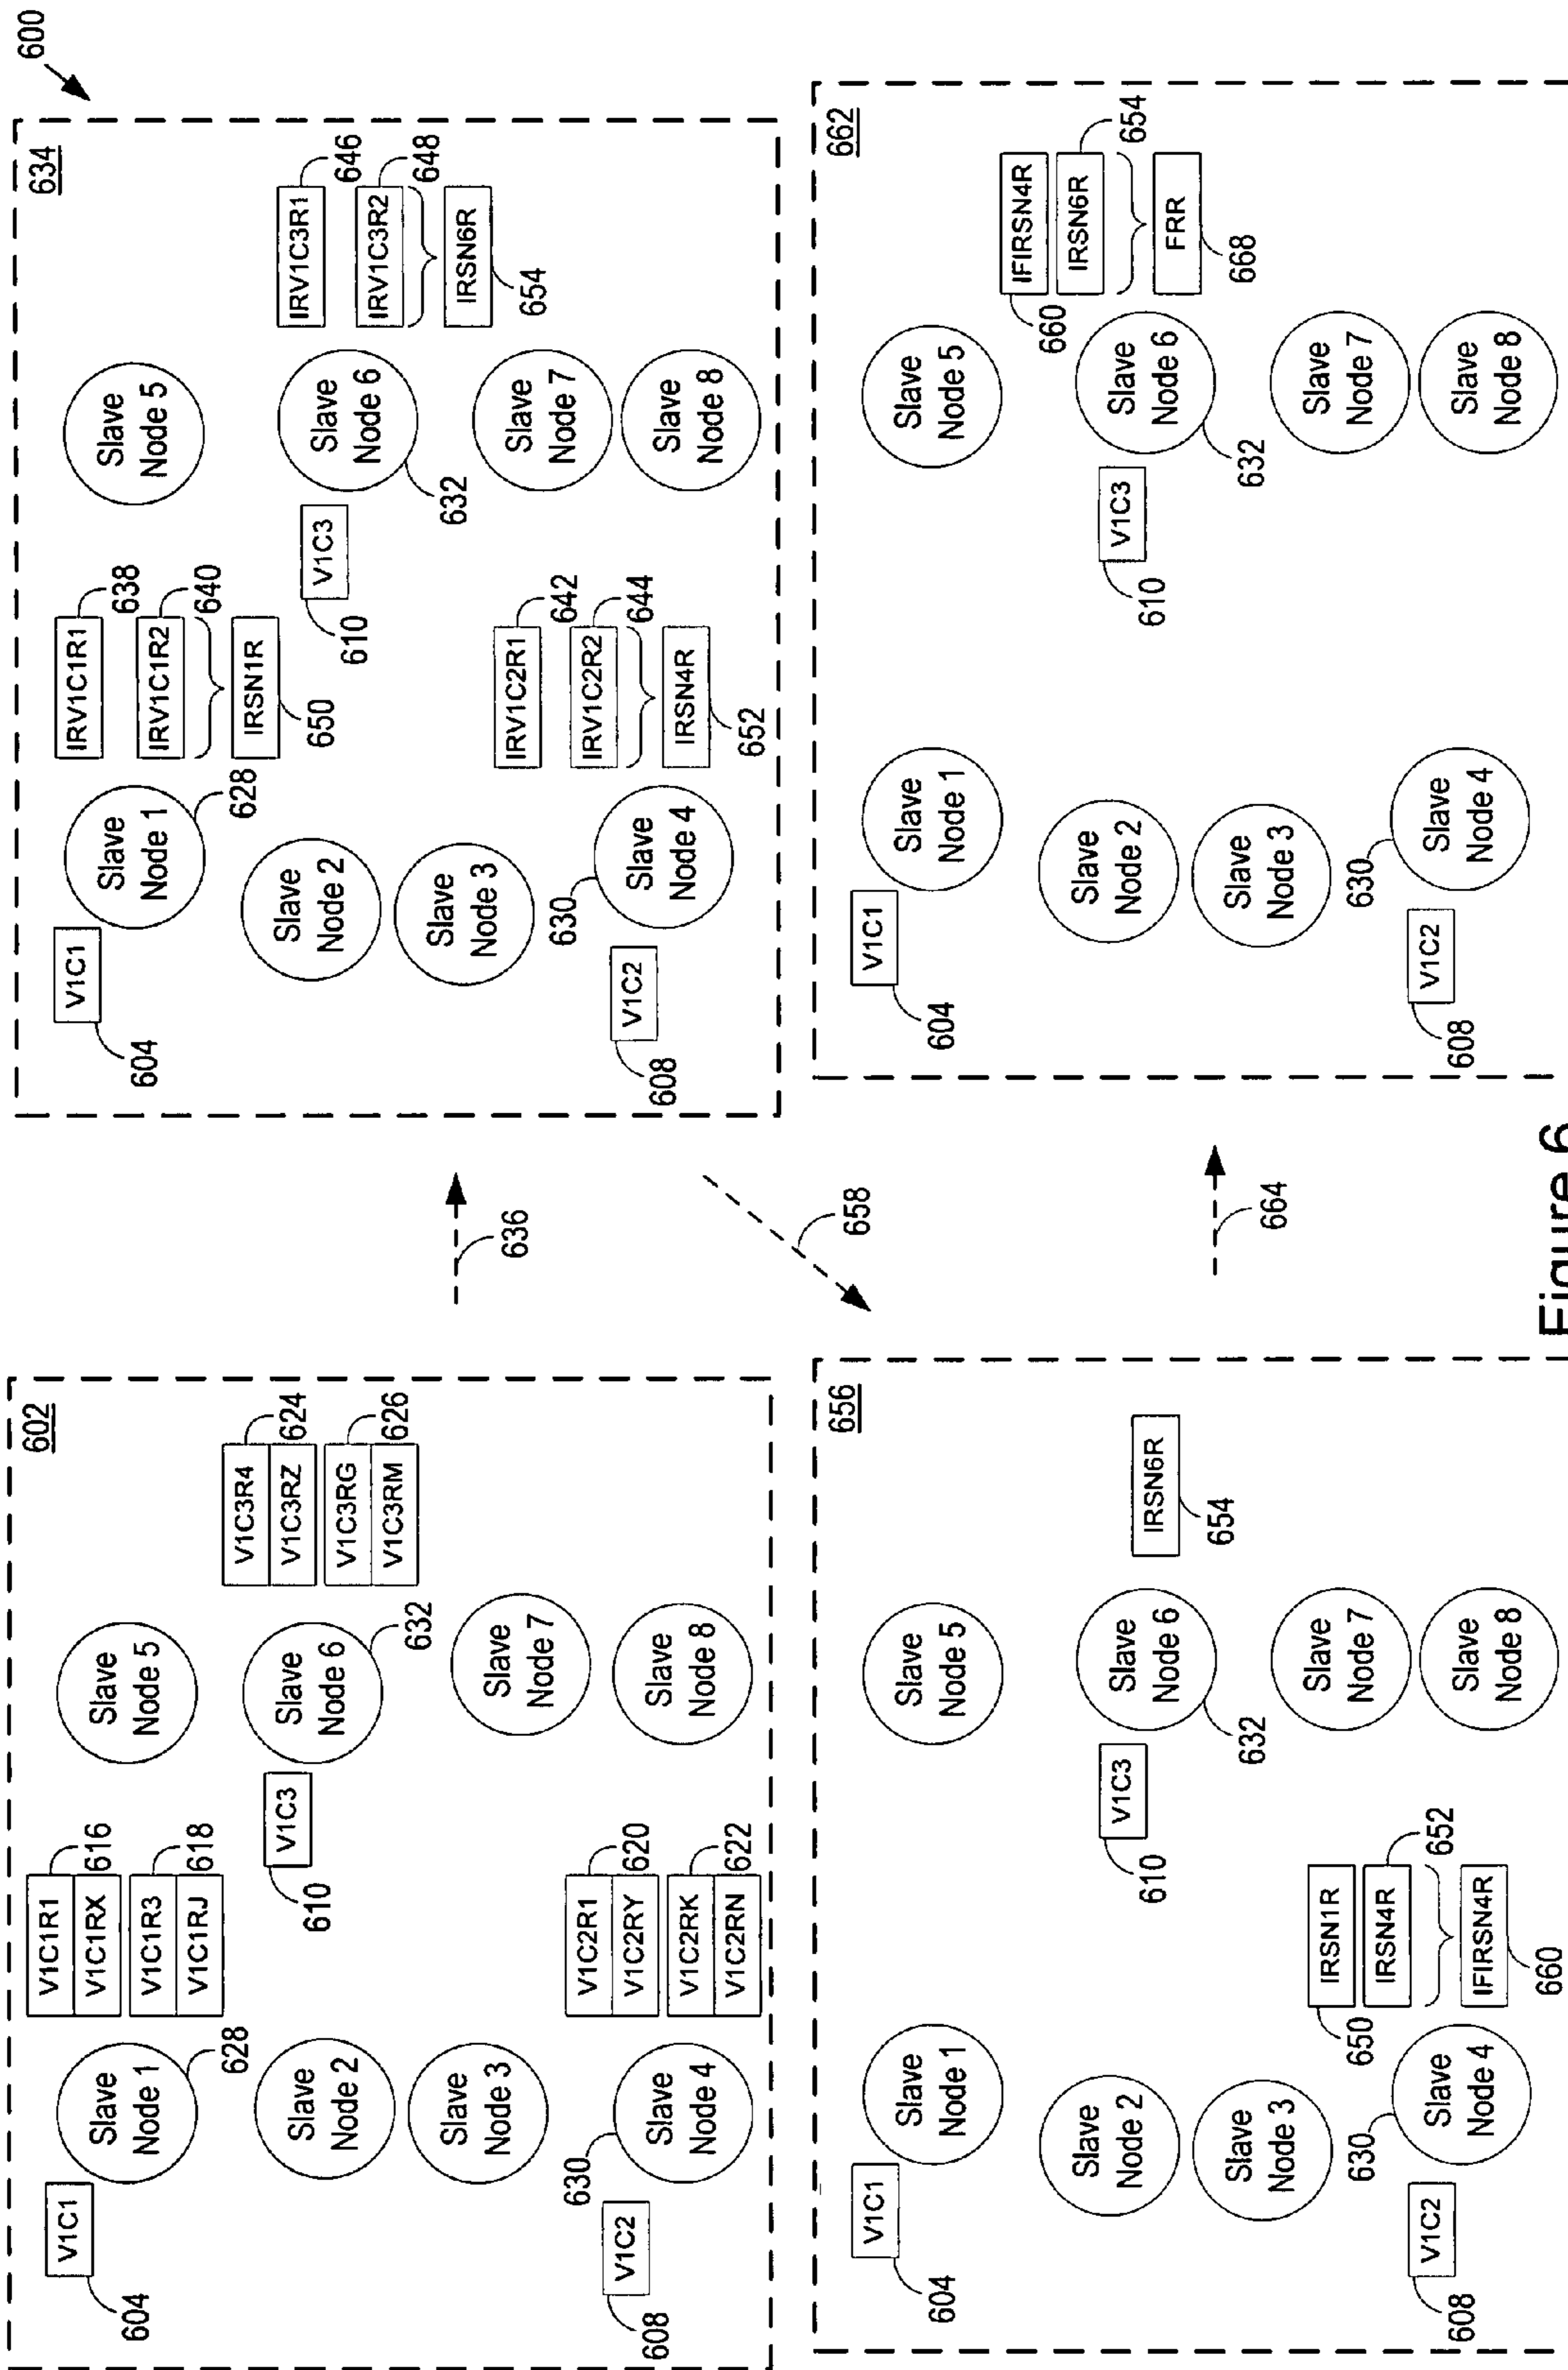 600
602
V1C1
604
Slave
Node 1
628
V1C1R1
V1C1RX
616
V1C1R3
V1C1RJ
618
Slave
Node 2
Slave
Node 3
630
Slave
Node 4
V1C2
608
V1C2R1
V1C2RY
620
V1C2RK
V1C2RN
622
Slave
Node 5
V1C3
610
Slave
Node 6
632
V1C3R4
V1C3RZ
624
V1C3RG
V1C3RM
626
Slave
Node 7
Slave
Node 8
636
634
V1C1
604
Slave
Node 1
628
IRV1C1R1
638
IRV1C1R2
640
IRSN1R
650
Slave
Node 2
Slave
Node 3
630
Slave
Node 4
V1C2
608
IRV1C2R1
642
IRV1C2R2
644
IRSN4R
652
Slave
Node 5
V1C3
610
Slave
Node 6
632
IRV1C3R1
646
IRV1C3R2
648
IRSN6R
654
Slave
Node 7
Slave
Node 8
658
656
V1C1
604
Slave
Node 1
Slave
Node 2
Slave
Node 3
630
Slave
Node 4
V1C2
608
IRSN1R
650
IRSN4R
652
IFIRSN4R
660
Slave
Node 5
V1C3
610
Slave
Node 6
632
IRSN6R
654
Slave
Node 7
Slave
Node 8
664
662
V1C1
604
Slave
Node 1
Slave
Node 2
Slave
Node 3
630
Slave
Node 4
V1C2
608
Slave
Node 5
V1C3
610
Slave
Node 6
632
IFIRSN4R
660
IRSN6R
654
FRR
668
Slave
Node 7
Slave
Node 8
Figure 6